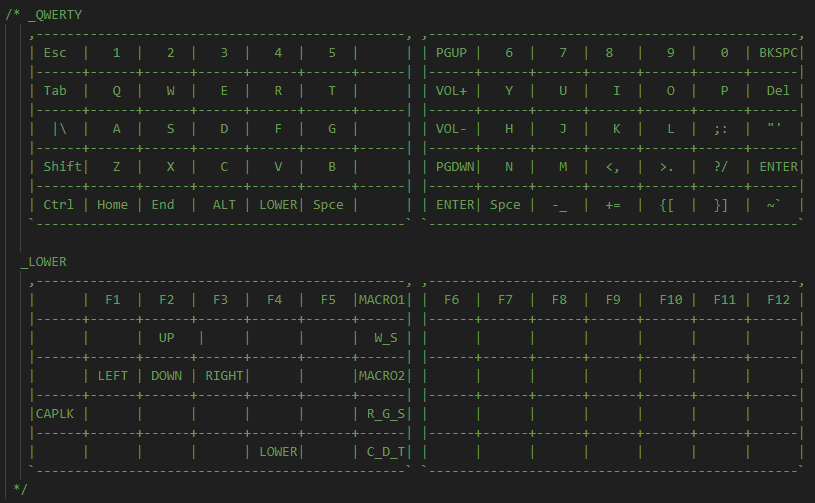 /* _QWERTY
,------------------------------------------------, ,------------------------------------------------,
| Esc  |  1  |  2   |  3   |  4   |  5   |      | | PGUP |  6   |  7   | 8    |  9   |  0   | BKSPC|
|------+------+------+------+------+------+------| |------+------+------+------+------+------+------|
| Tab  |   Q  |   W  |   E  |   R  |   T  |      | | VOL+ |   Y  |   U  |   I  |   O  |   P  |  Del |
|------+------+------+------+------+------+------| |------+------+------+------+------+------+------|
|  |\  |   A  |   S  |   D  |   F  |   G  |      | | VOL- |   H  |   J  |   K  |   L  |  ;:  |  "'  |
|------+------+------+------+------+------+------| |------+------+------+------+------+------+------|
| Shift|   Z  |   X  |   C  |   V  |   B  |      | | PGDWN|   N  |   M  |  <,  |  >.  |  ?/  | ENTER|
|------+------+------+------+------+------+------| |------+------+------+------+------+------+------|
| Ctrl | Home | End  |  ALT | LOWER| Spce |      | | ENTER| Spce |  -_  |  +=  |  {[  |  }]  |  ~`  |
`------------------------------------------------` `------------------------------------------------`
_LOWER
,------------------------------------------------, ,------------------------------------------------,
|      |  F1  |  F2  |  F3  |  F4  |  F5  |MACRO1| |  F6  |  F7  |  F8  |  F9  |  F10 |  F11 |  F12 |
|------+------+------+------+------+------+------| |------+------+------+------+------+------+------|
|      |      |  UP   |     |      |      |  W_S | |      |      |      |      |      |      |      |
|------+------+------+------+------+------+------| |------+------+------+------+------+------+------|
|      | LEFT | DOWN | RIGHT|      |      |MACRO2| |      |      |      |      |      |      |      |
|------+------+------+------+------+------+------| |------+------+------+------+------+------+------|
|CAPLK |      |      |      |      |      | R_G_S| |      |      |      |      |      |      |      |
|------+------+------+------+------+------+------| |------+------+------+------+------+------+------|
|      |      |      |      | LOWER|      | C_D_T| |      |      |      |      |      |      |      |
`------------------------------------------------` `------------------------------------------------`
*/